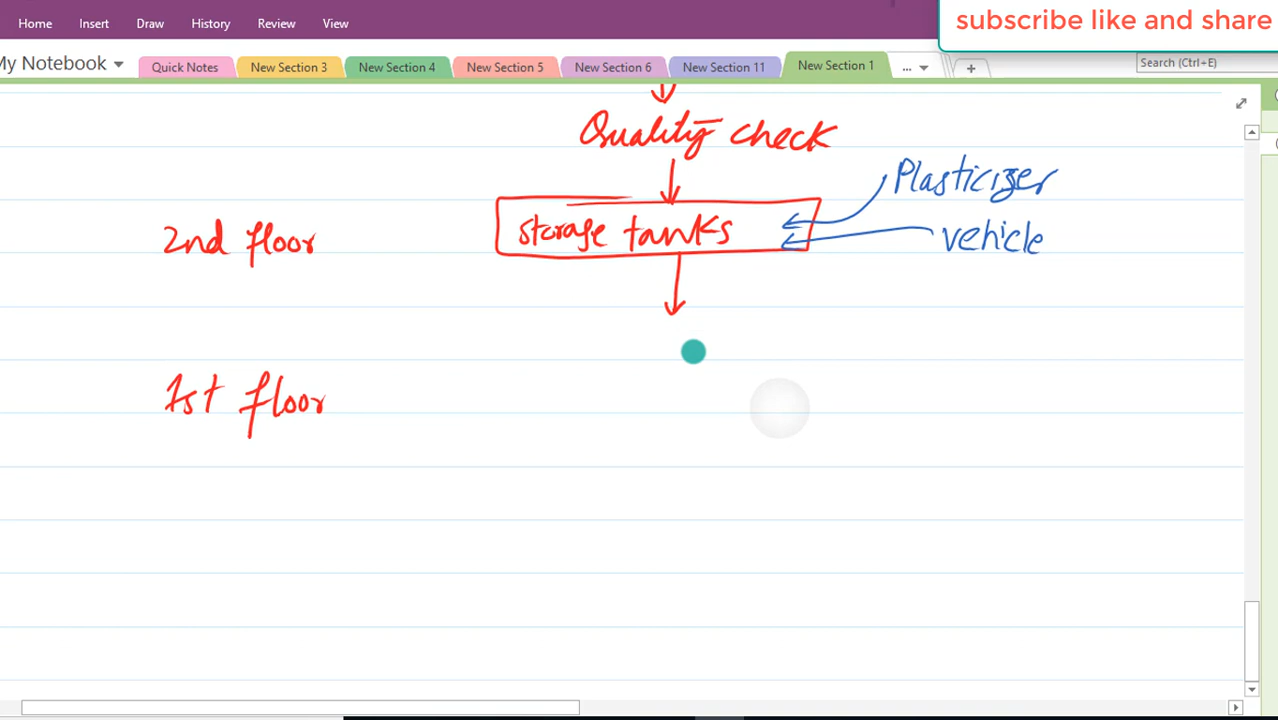 subscribe like and share
Home Insert Draw History Review View
My Notebook Quick Notes New Section 3 New Section 4 New Section 5 New Section 6 New Section 11 New Section 1 ... + Search (Ctrl+E)
Quality check
Plasticizer
2nd floor storage tanks vehicle
1st floor